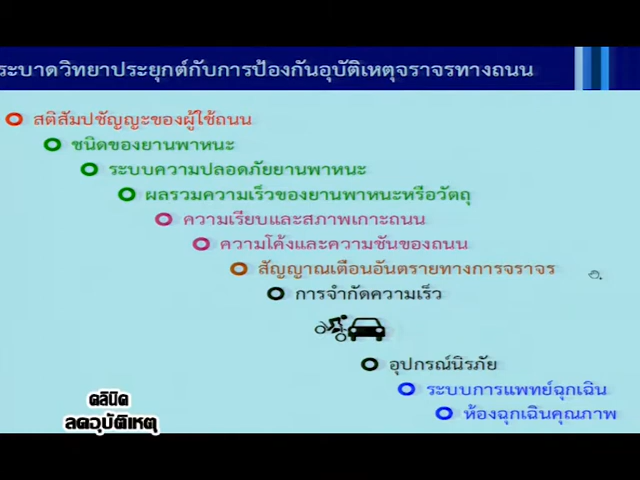 ระบาดวิทยาประยุกต์กับการป้องกันอุบัติเหตุจราจรทางถนน
สติสัมปชัญญะของผู้ใช้ถนน
ชนิดของยานพาหนะ
ระบบความปลอดภัยยานพาหนะ
ผลรวมความเร็วของยานพาหนะหรือวัตถุ
ความเรียบและสภาพเกาะถนน
ความโค้งและความชันของถนน
สัญญาณเตือนอันตรายทางการจราจร
การจำกัดความเร็ว
อุปกรณ์นิรภัย
ระบบการแพทย์ฉุกเฉิน
ห้องฉุกเฉินคุณภาพ
คลินิค
ลดอุบัติเหตุ